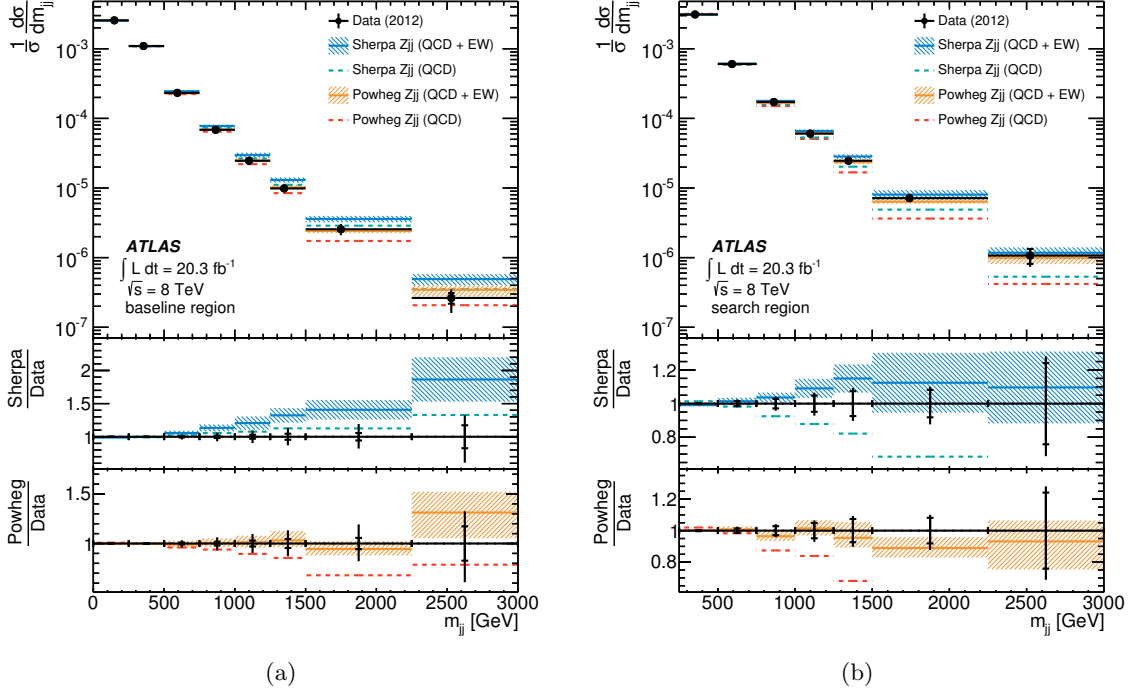 1 dσ
σ dm_jj
10^-3
10^-4
10^-5
10^-6
10^-7
Data (2012)
Sherpa Zjj (QCD + EW)
Sherpa Zjj (QCD)
Powheg Zjj (QCD + EW)
Powheg Zjj (QCD)
ATLAS
∫ L dt = 20.3 fb^-1
√s = 8 TeV
baseline region
Sherpa
Data
2
1.5
1
Powheg
Data
1.5
1
0 500 1000 1500 2000 2500 3000
m_jj [GeV]
(a)
1 dσ
σ dm_jj
10^-3
10^-4
10^-5
10^-6
10^-7
Data (2012)
Sherpa Zjj (QCD + EW)
Sherpa Zjj (QCD)
Powheg Zjj (QCD + EW)
Powheg Zjj (QCD)
ATLAS
∫ L dt = 20.3 fb^-1
√s = 8 TeV
search region
Sherpa
Data
1.2
1
0.8
Powheg
Data
1.2
1
0.8
500 1000 1500 2000 2500 3000
m_jj [GeV]
(b)